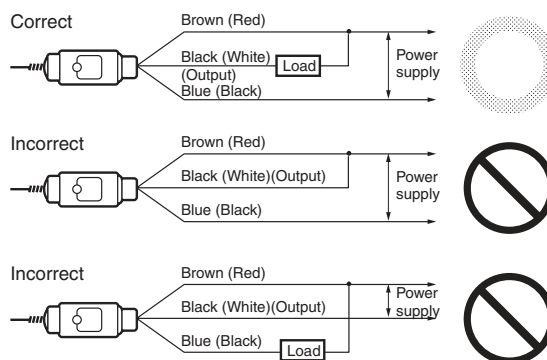 Correct
Brown (Red)
Black (White)
(Output)
Load
Blue (Black)
Power
supply
Incorrect
Brown (Red)
Black (White)(Output)
Blue (Black)
Power
supply
Incorrect
Brown (Red)
Black (White)(Output)
Blue (Black)
Load
Power
supply